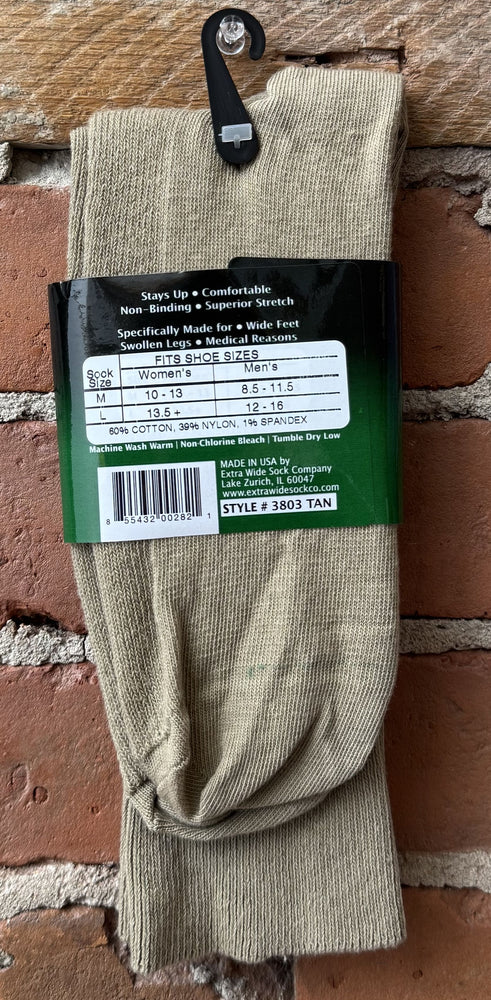 Stays Up • Comfortable
Non-Binding • Superior Stretch
Specifically Made for • Wide Feet
Swollen Legs • Medical Reasons
FITS SHOE SIZES
Sock Size Women's Men's
M 10 - 13 8.5 - 11.5
L 13.5 + 12 - 16
60% COTTON, 39% NYLON, 1% SPANDEX
Machine Wash Warm | Non-Chlorine Bleach | Tumble Dry Low
MADE IN USA by
Extra Wide Sock Company
Lake Zurich, IL 60047
www.extrawidesockco.com
STYLE # 3803 TAN
8 55432 00282 1